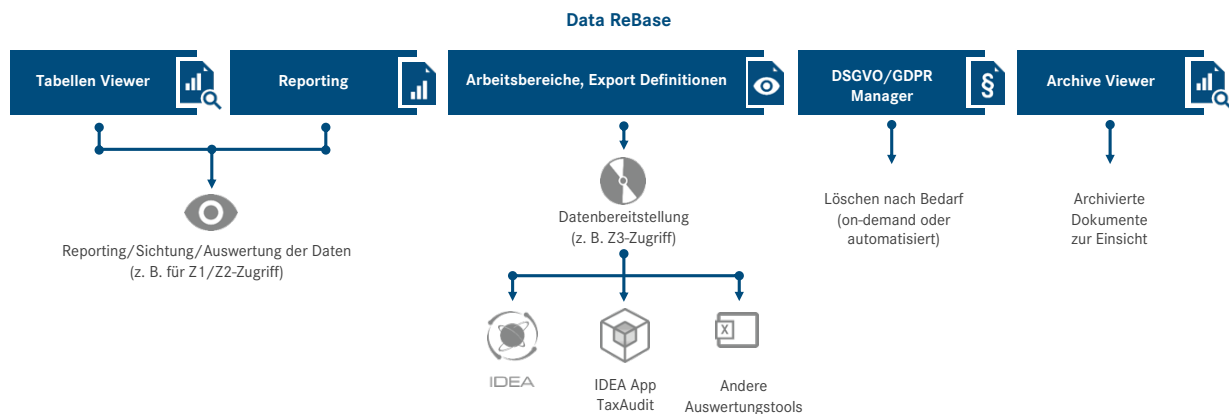 Data ReBase
Tabellen Viewer
Reporting
Arbeitsbereiche, Export Definitionen
DSGVO/GDPR
Manager
§
Archive Viewer
Reporting/Sichtung/Auswertung der Daten
(z. B. für Z1/Z2-Zugriff)
Datenbereitstellung
(z. B. Z3-Zugriff)
Löschen nach Bedarf
(on-demand oder
automatisiert)
Archivierte
Dokumente
zur Einsicht
IDEA
IDEA App
TaxAudit
X
Andere
Auswertungstools